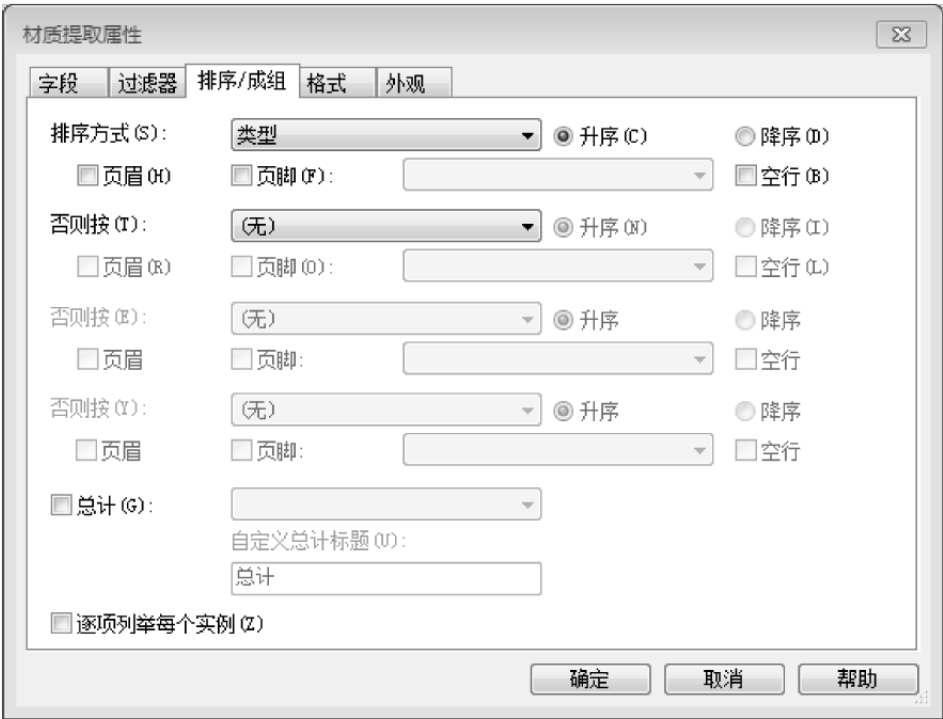 材质提取属性
字段 过滤器 排序/成组 格式 外观
排序方式(S): 类型 升序(C) 降序(D)
页眉(H) 页脚(F): 空行(B)
否则按(T): (无) 升序(N) 降序(I)
页眉(R) 页脚(O): 空行(L)
否则按(E): (无) 升序 降序
页眉 页脚: 空行
否则按(Y): (无) 升序 降序
页眉 页脚: 空行
总计(G):
自定义总计标题(U):
总计
逐项列举每个实例(Z)
确定 取消 帮助